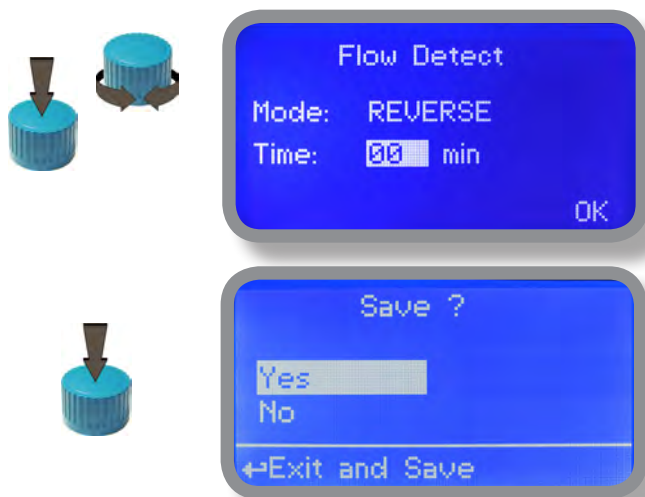 Flow Detect
Mode: REVERSE
Time: 00 min
OK
Save ?
Yes
No
↩Exit and Save